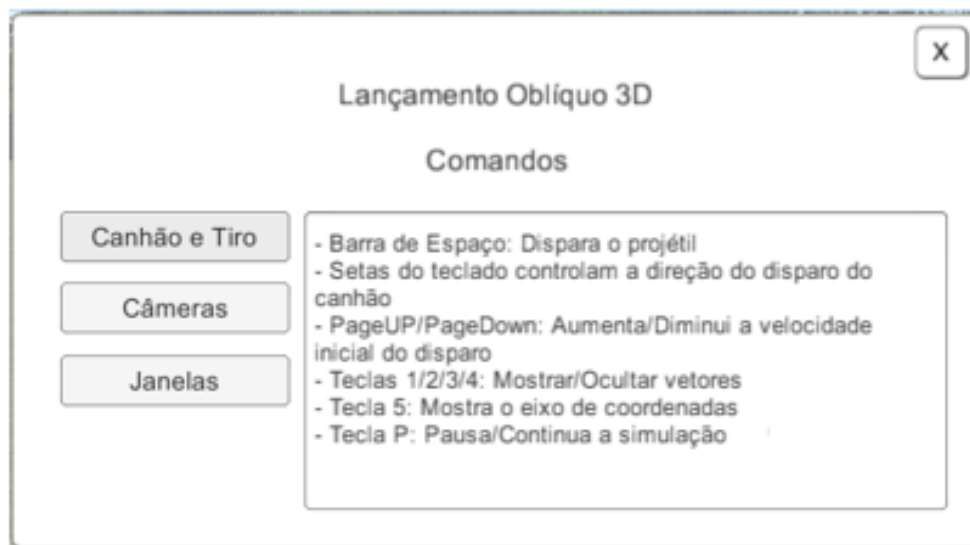 X
Lançamento Oblíquo 3D
Comandos
Canhão e Tiro
Câmeras
Janelas
- Barra de Espaço: Dispara o projétil
- Setas do teclado controlam a direção do disparo do
canhão
- PageUP/PageDown: Aumenta/Diminui a velocidade
inicial do disparo
- Teclas 1/2/3/4: Mostrar/Ocultar vetores
- Tecla 5: Mostra o eixo de coordenadas
- Tecla P: Pausa/Continua a simulação